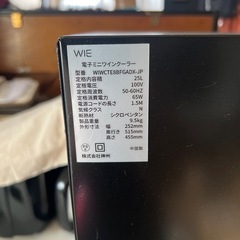 WIE
電子ミニワインクーラー
型番 WIWCTE8BFGADX-JP
定格内容積 25L
定格電圧 100V
定格周波数 50-60HZ
定格消費電力 65W
電源コードの長さ 1.5M
気候クラス N
断熱材 シクロペンタン
製品質量 9.5kg
外形寸法 幅 252mm
奥行き 515mm
高さ 345mm
株式会社神州 中国製